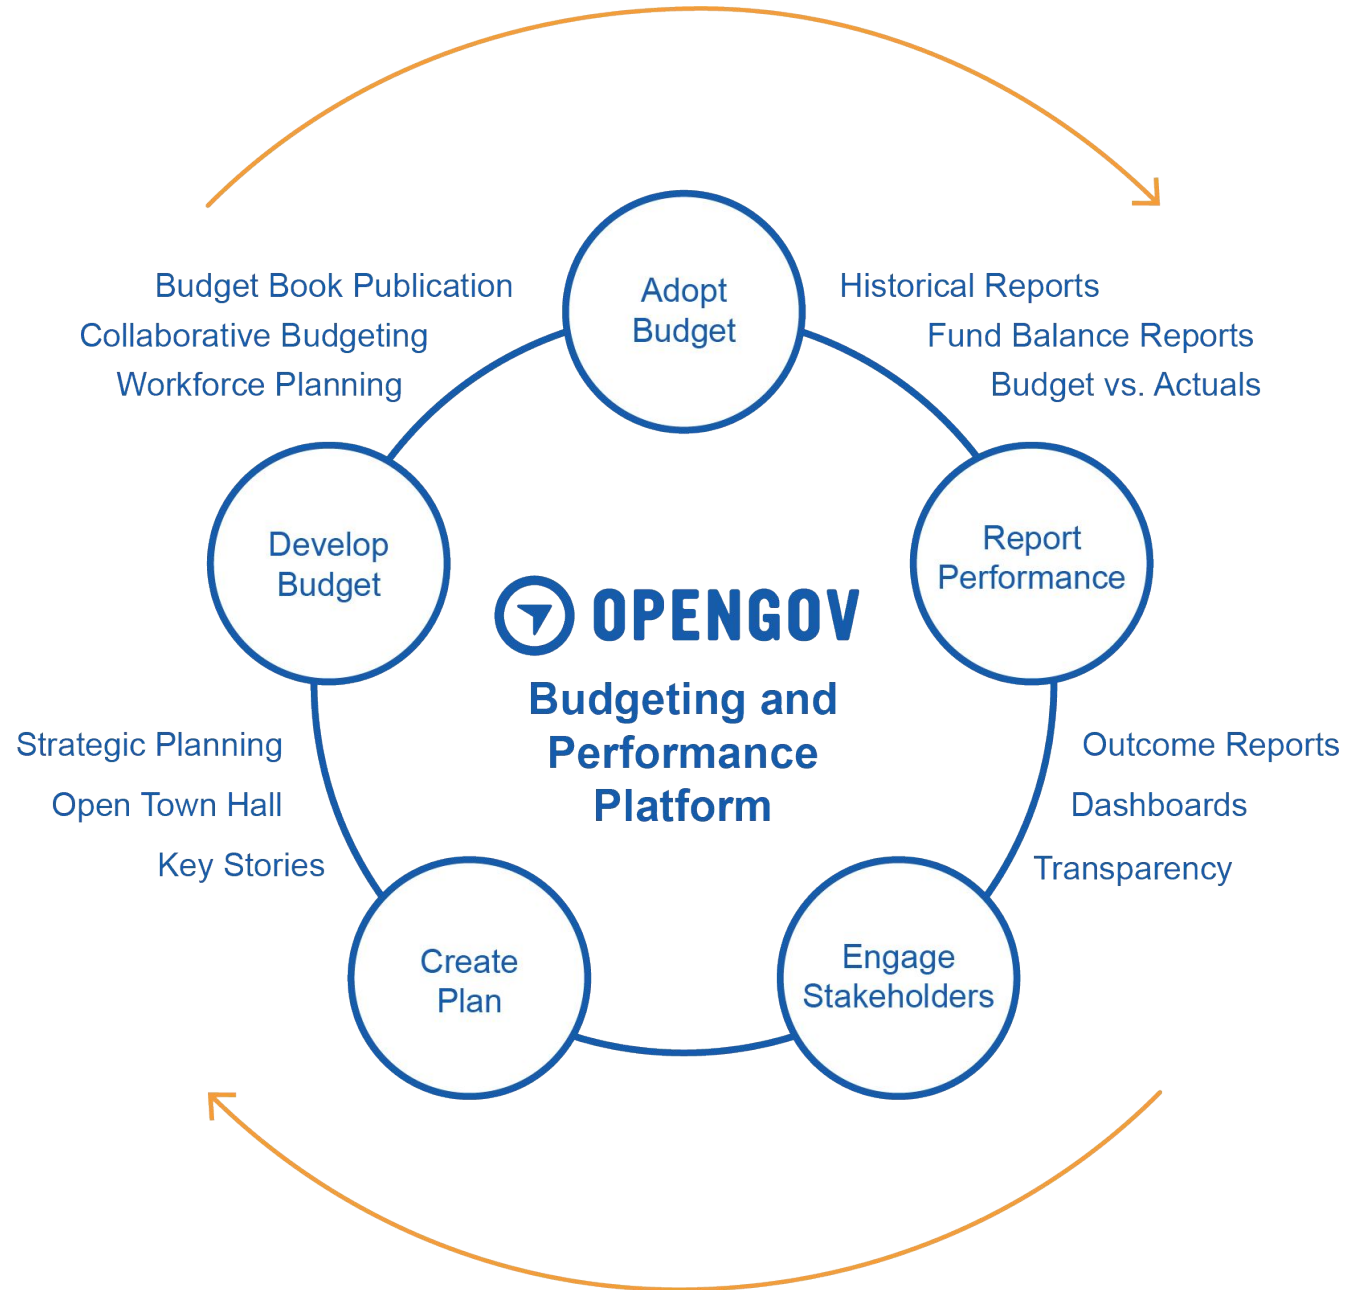 Adopt
Budget
Budget Book Publication
Collaborative Budgeting
Workforce Planning
Historical Reports
Fund Balance Reports
Budget vs. Actuals
Develop
Budget
Report
Performance
OPENGOV
Budgeting and
Performance
Platform
Strategic Planning
Open Town Hall
Key Stories
Outcome Reports
Dashboards
Transparency
Create
Plan
Engage
Stakeholders